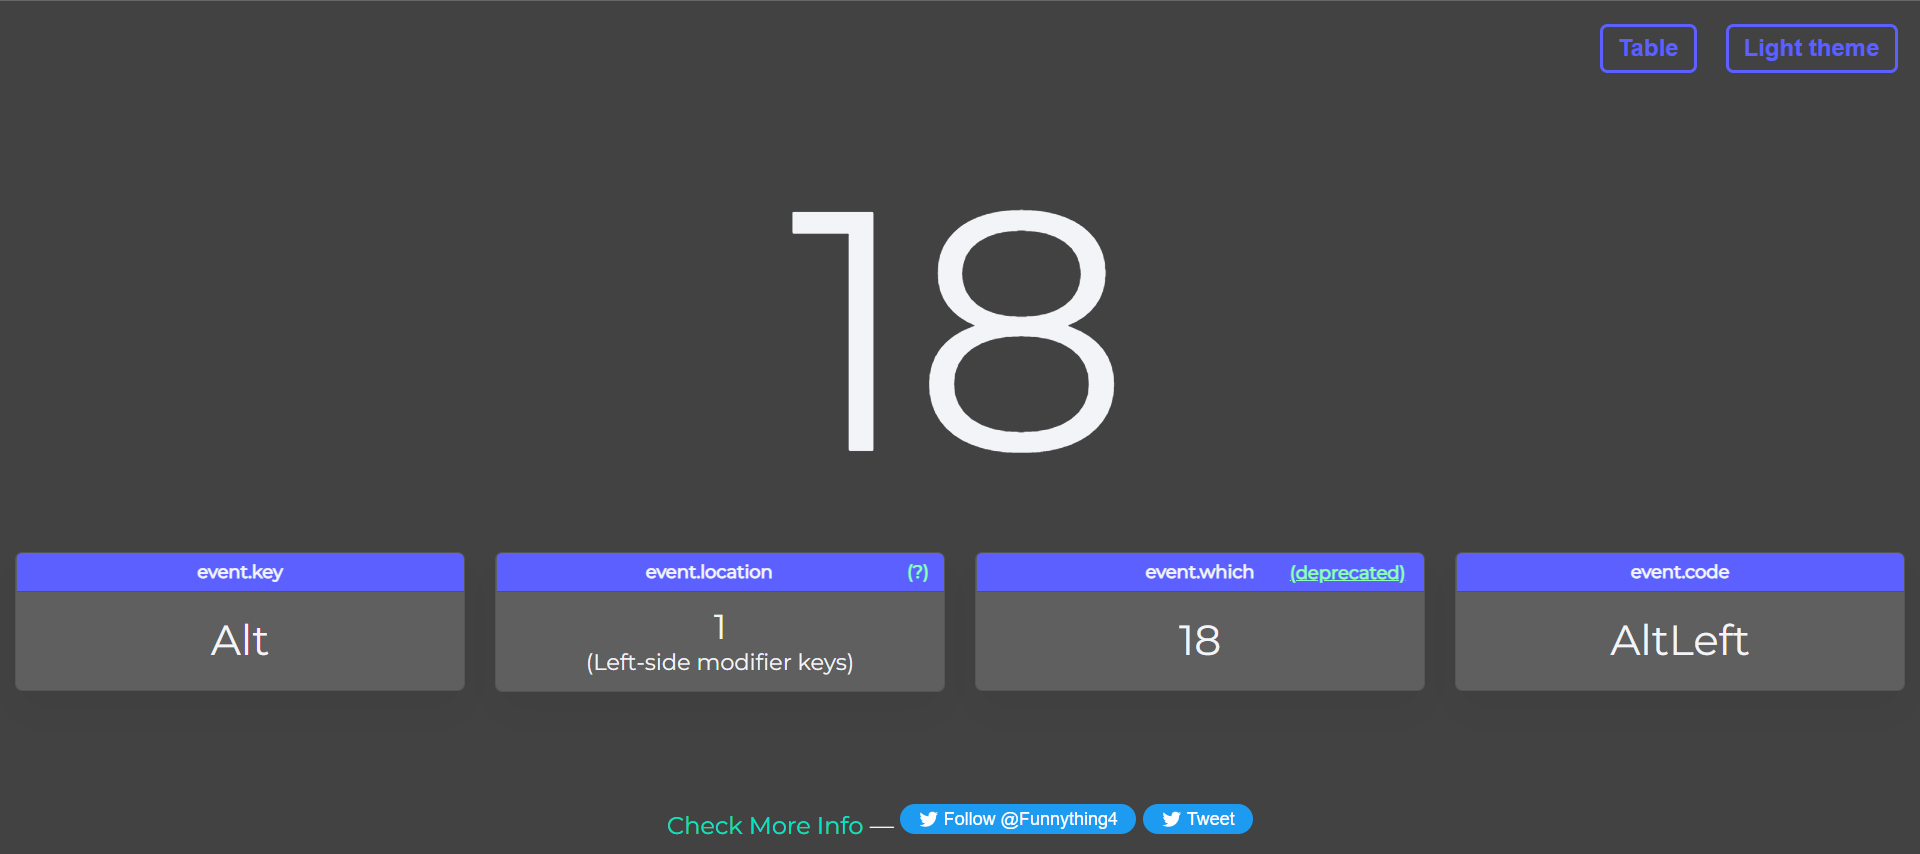 Table Light theme
18
event.key event.location (?) event.which (deprecated) event.code
Alt 1 18 AltLeft
(Left-side modifier keys)
Check More Info — Follow @Funnything4 Tweet